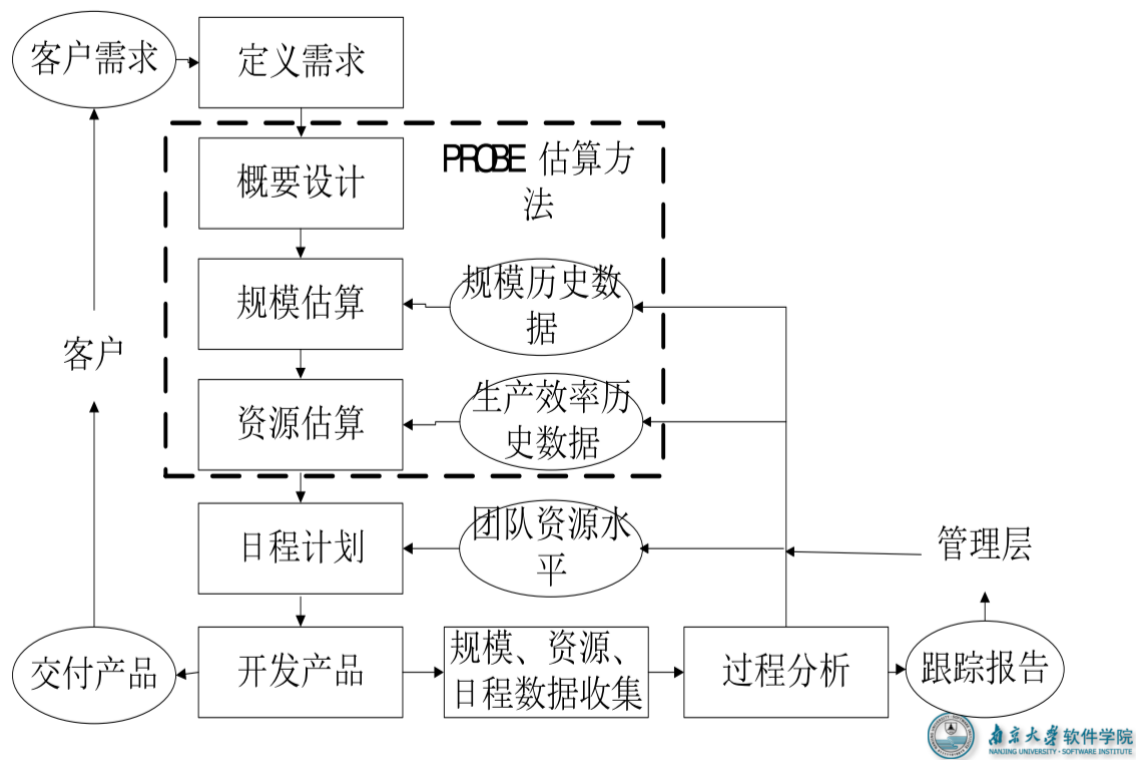 客户需求
定义需求
概要设计
PROBE 估算方
法
规模估算
规模历史数
据
客户
资源估算
生产效率历
史数据
日程计划
团队资源水
平
管理层
交付产品
开发产品
规模、资源、
日程数据收集
过程分析
跟踪报告
南京大学软件学院
NANJING UNIVERSITY · SOFTWARE INSTITUTE